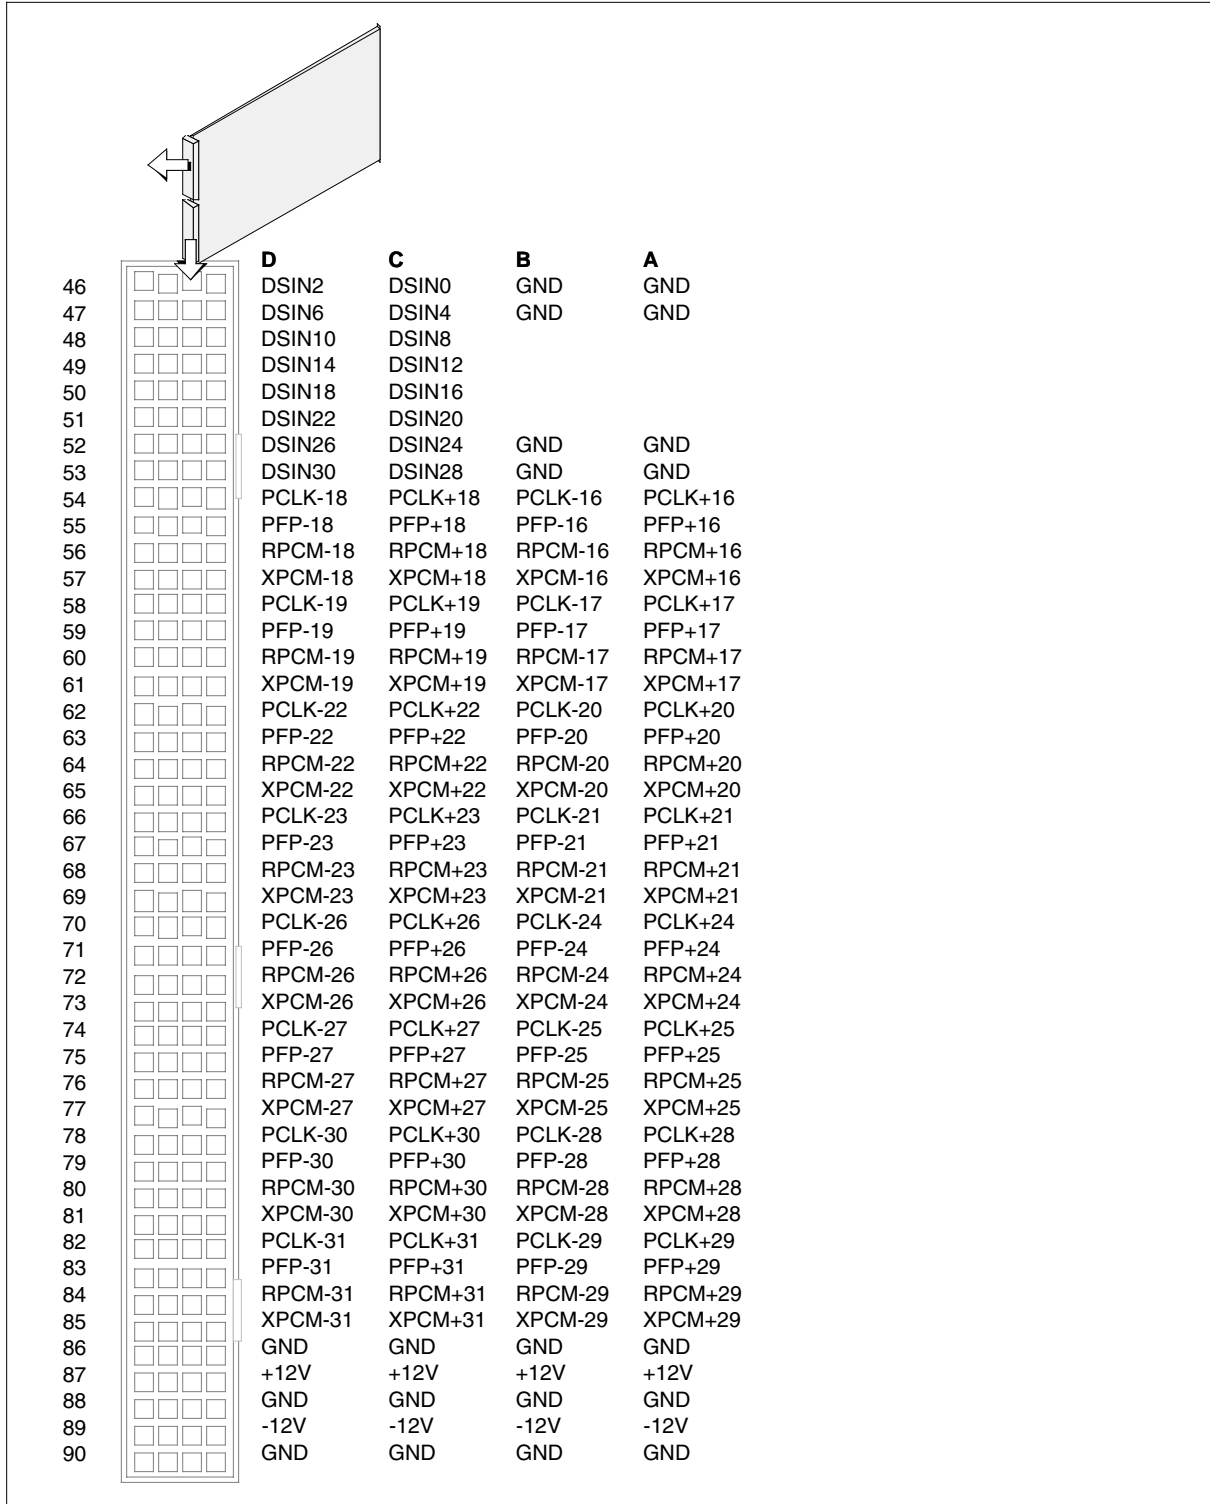 D C B A
46 DSIN2 DSIN0 GND GND
47 DSIN6 DSIN4 GND GND
48 DSIN10 DSIN8
49 DSIN14 DSIN12
50 DSIN18 DSIN16
51 DSIN22 DSIN20
52 DSIN26 DSIN24 GND GND
53 DSIN30 DSIN28 GND GND
54 PCLK-18 PCLK+18 PCLK-16 PCLK+16
55 PFP-18 PFP+18 PFP-16 PFP+16
56 RPCM-18 RPCM+18 RPCM-16 RPCM+16
57 XPCM-18 XPCM+18 XPCM-16 XPCM+16
58 PCLK-19 PCLK+19 PCLK-17 PCLK+17
59 PFP-19 PFP+19 PFP-17 PFP+17
60 RPCM-19 RPCM+19 RPCM-17 RPCM+17
61 XPCM-19 XPCM+19 XPCM-17 XPCM+17
62 PCLK-22 PCLK+22 PCLK-20 PCLK+20
63 PFP-22 PFP+22 PFP-20 PFP+20
64 RPCM-22 RPCM+22 RPCM-20 RPCM+20
65 XPCM-22 XPCM+22 XPCM-20 XPCM+20
66 PCLK-23 PCLK+23 PCLK-21 PCLK+21
67 PFP-23 PFP+23 PFP-21 PFP+21
68 RPCM-23 RPCM+23 RPCM-21 RPCM+21
69 XPCM-23 XPCM+23 XPCM-21 XPCM+21
70 PCLK-26 PCLK+26 PCLK-24 PCLK+24
71 PFP-26 PFP+26 PFP-24 PFP+24
72 RPCM-26 RPCM+26 RPCM-24 RPCM+24
73 XPCM-26 XPCM+26 XPCM-24 XPCM+24
74 PCLK-27 PCLK+27 PCLK-25 PCLK+25
75 PFP-27 PFP+27 PFP-25 PFP+25
76 RPCM-27 RPCM+27 RPCM-25 RPCM+25
77 XPCM-27 XPCM+27 XPCM-25 XPCM+25
78 PCLK-30 PCLK+30 PCLK-28 PCLK+28
79 PFP-30 PFP+30 PFP-28 PFP+28
80 RPCM-30 RPCM+30 RPCM-28 RPCM+28
81 XPCM-30 XPCM+30 XPCM-28 XPCM+28
82 PCLK-31 PCLK+31 PCLK-29 PCLK+29
83 PFP-31 PFP+31 PFP-29 PFP+29
84 RPCM-31 RPCM+31 RPCM-29 RPCM+29
85 XPCM-31 XPCM+31 XPCM-29 XPCM+29
86 GND GND GND GND
87 +12V +12V +12V +12V
88 GND GND GND GND
89 -12V -12V -12V -12V
90 GND GND GND GND